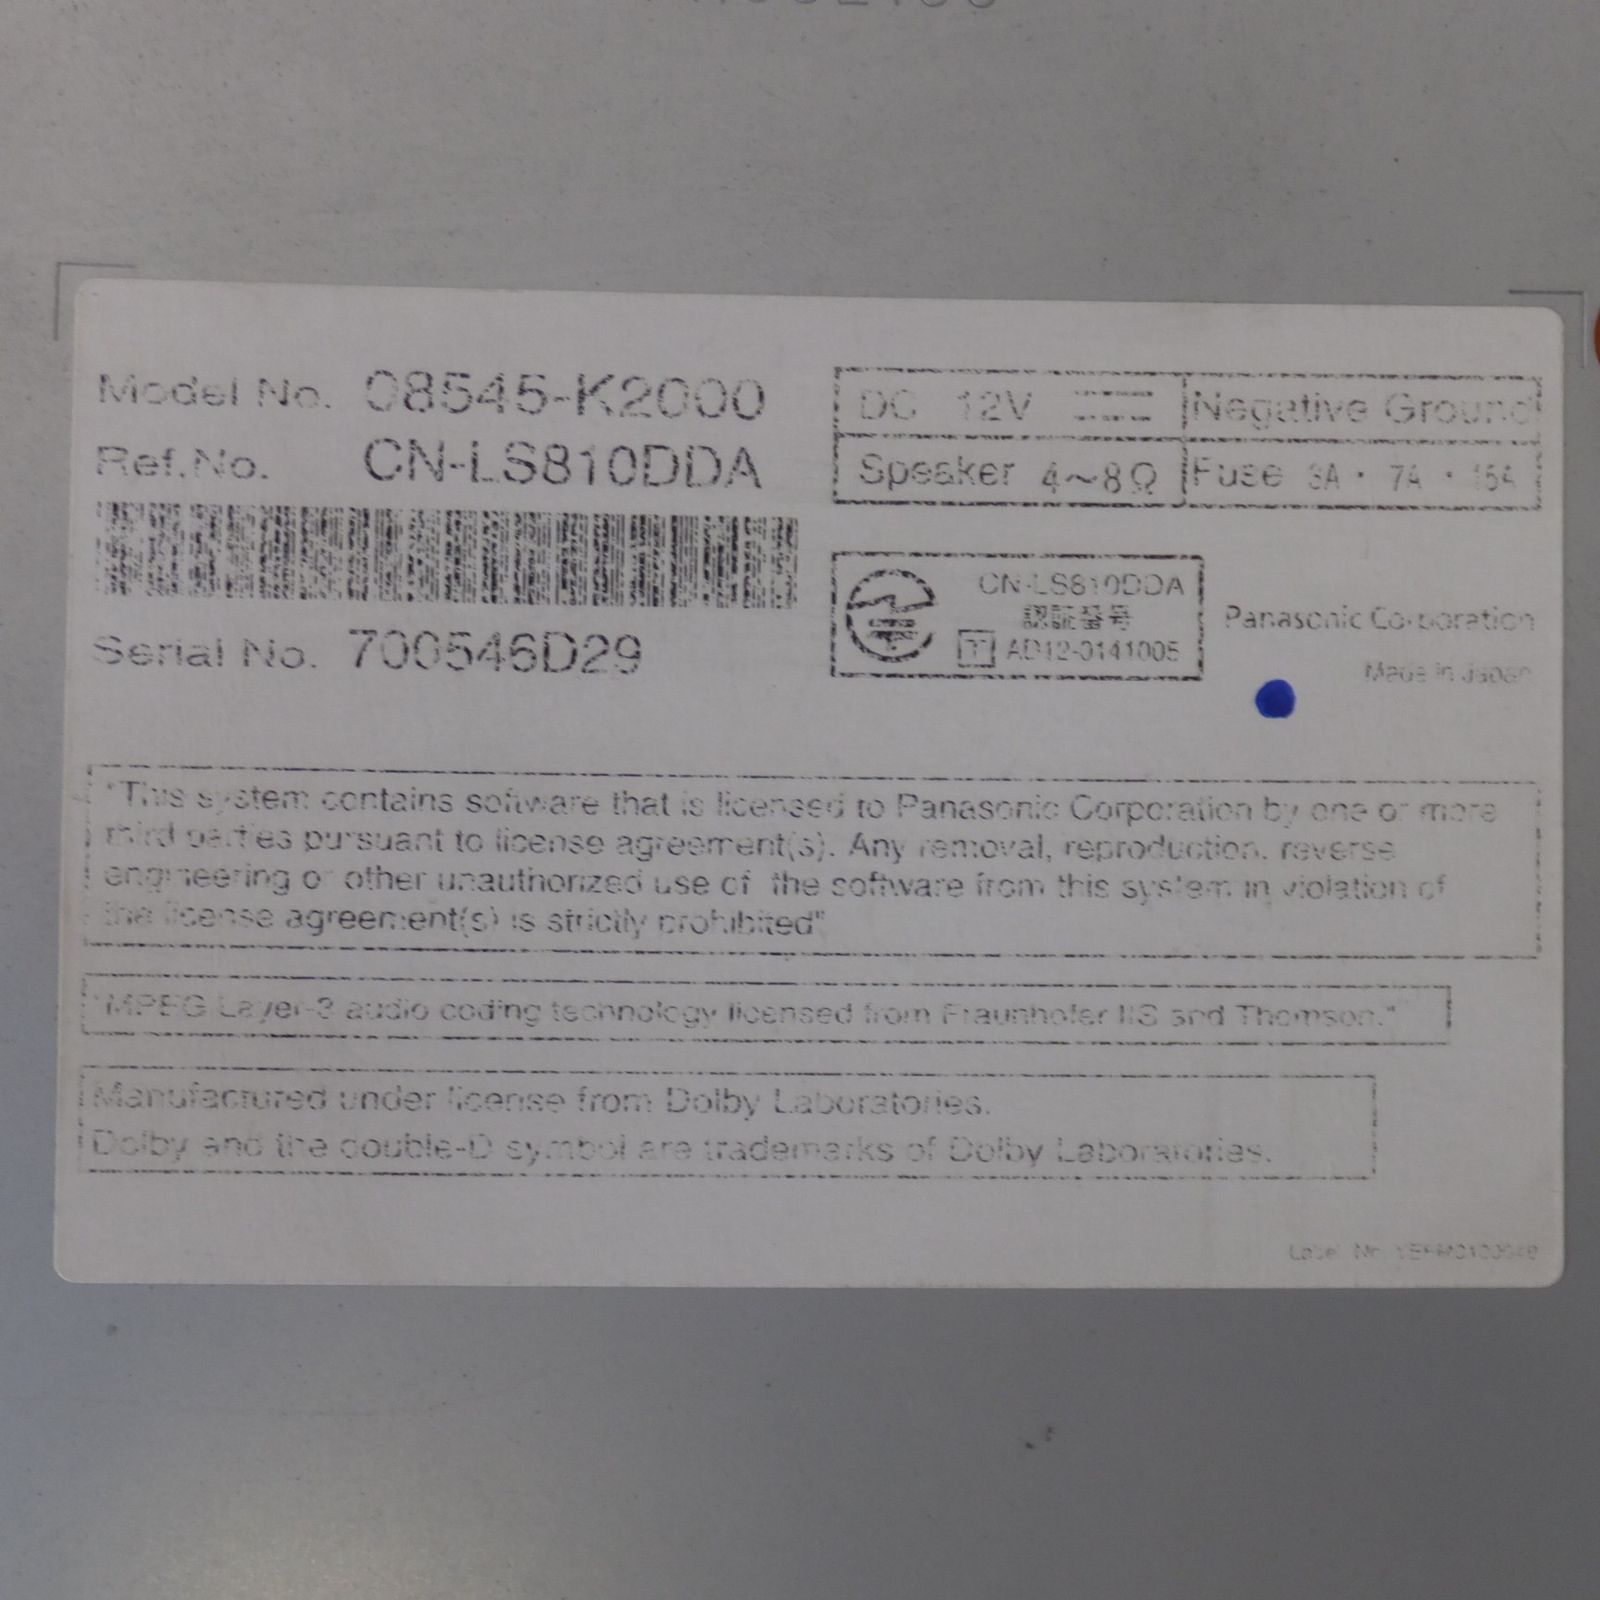 Model No. 08545-K2000
Ref.No. CN-LS810DDA
Serial No. 700546D29
DC 12V Negative Ground
Speaker 4~8Ω Fuse 3A・ 7A ・ 15A
CN-LS810DDA
認証番号
T AD12-0141005
Panasonic Corporation
Made in Japan
"This system contains software that is licensed to Panasonic Corporation by one or more
third parties pursuant to license agreement(s). Any removal, reproduction, reverse
engineering or other unauthorized use of the software from this system in violation of
the license agreement(s) is strictly prohibited"
"MPEG Layer-3 audio coding technology licensed from Fraunhofer IIS and Thomson."
Manufactured under license from Dolby Laboratories.
Dolby and the double-D symbol are trademarks of Dolby Laboratories.
Label Nr.